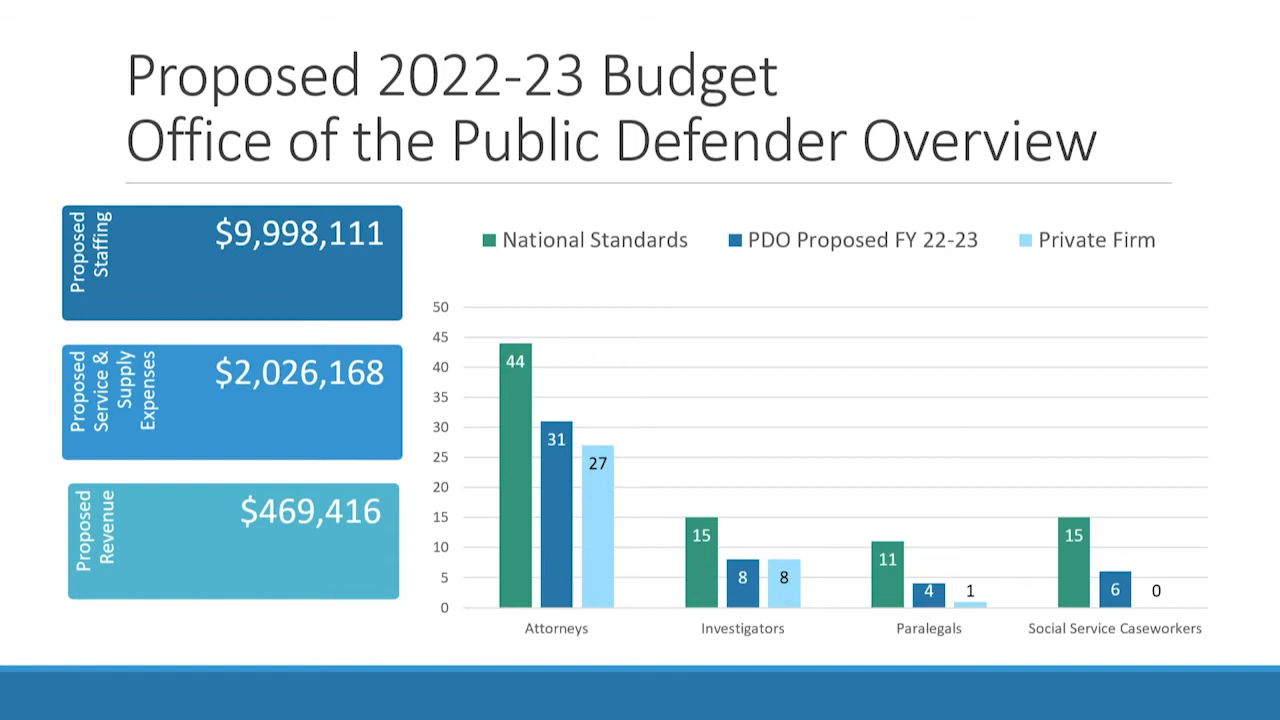 Proposed 2022-23 Budget
Office of the Public Defender Overview
Proposed
Staffing
$9,998,111
Proposed
Service &
Supply
Expenses
$2,026,168
Proposed
Revenue
$469,416
National Standards
PDO Proposed FY 22-23
Private Firm
50
45
40
35
30
25
20
15
10
5
0
44
31
27
15
8
8
11
4
1
15
6
0
Attorneys
Investigators
Paralegals
Social Service Caseworkers